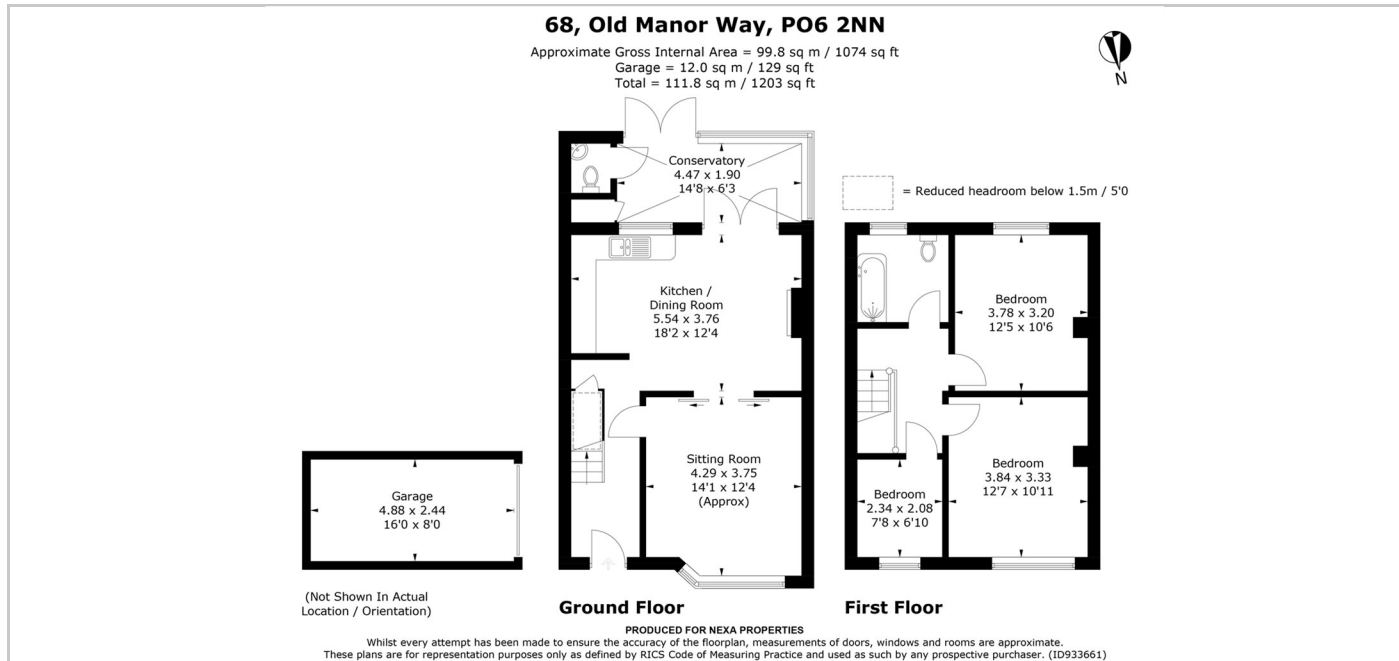 68, Old Manor Way, PO6 2NN
Approximate Gross Internal Area = 99.8 sq m / 1074 sq ft
Garage = 12.0 sq m / 129 sq ft
Total = 111.8 sq m / 1203 sq ft
N
Conservatory
4.47 x 1.90
14'8 x 6'3
= Reduced headroom below 1.5m / 5'0
Kitchen /
Dining Room
5.54 x 3.76
18'2 x 12'4
Bedroom
3.78 x 3.20
12'5 x 10'6
Sitting Room
4.29 x 3.75
14'1 x 12'4
(Approx)
Bedroom
3.84 x 3.33
12'7 x 10'11
Bedroom
2.34 x 2.08
7'8 x 6'10
Garage
4.88 x 2.44
16'0 x 8'0
(Not Shown In Actual
Location / Orientation)
Ground Floor
First Floor
PRODUCED FOR NEXA PROPERTIES
Whilst every attempt has been made to ensure the accuracy of the floorplan, measurements of doors, windows and rooms are approximate.
These plans are for representation purposes only as defined by RICS Code of Measuring Practice and used as such by any prospective purchaser. (ID933661)